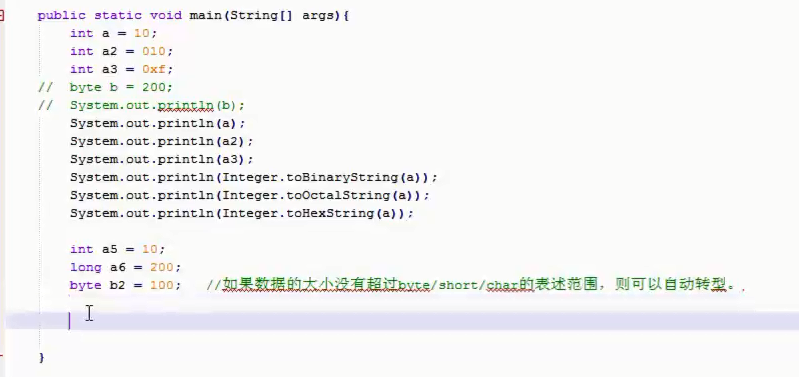 public static void main(String[] args){
int a = 10;
int a2 = 010;
int a3 = 0xf;
// byte b = 200;
// System.out.println(b);
System.out.println(a);
System.out.println(a2);
System.out.println(a3);
System.out.println(Integer.toBinaryString(a));
System.out.println(Integer.toOctalString(a));
System.out.println(Integer.toHexString(a));
int a5 = 10;
long a6 = 200;
byte b2 = 100; //如果数据的大小没有超过byte/short/char的表述范围，则可以自动转型。
}